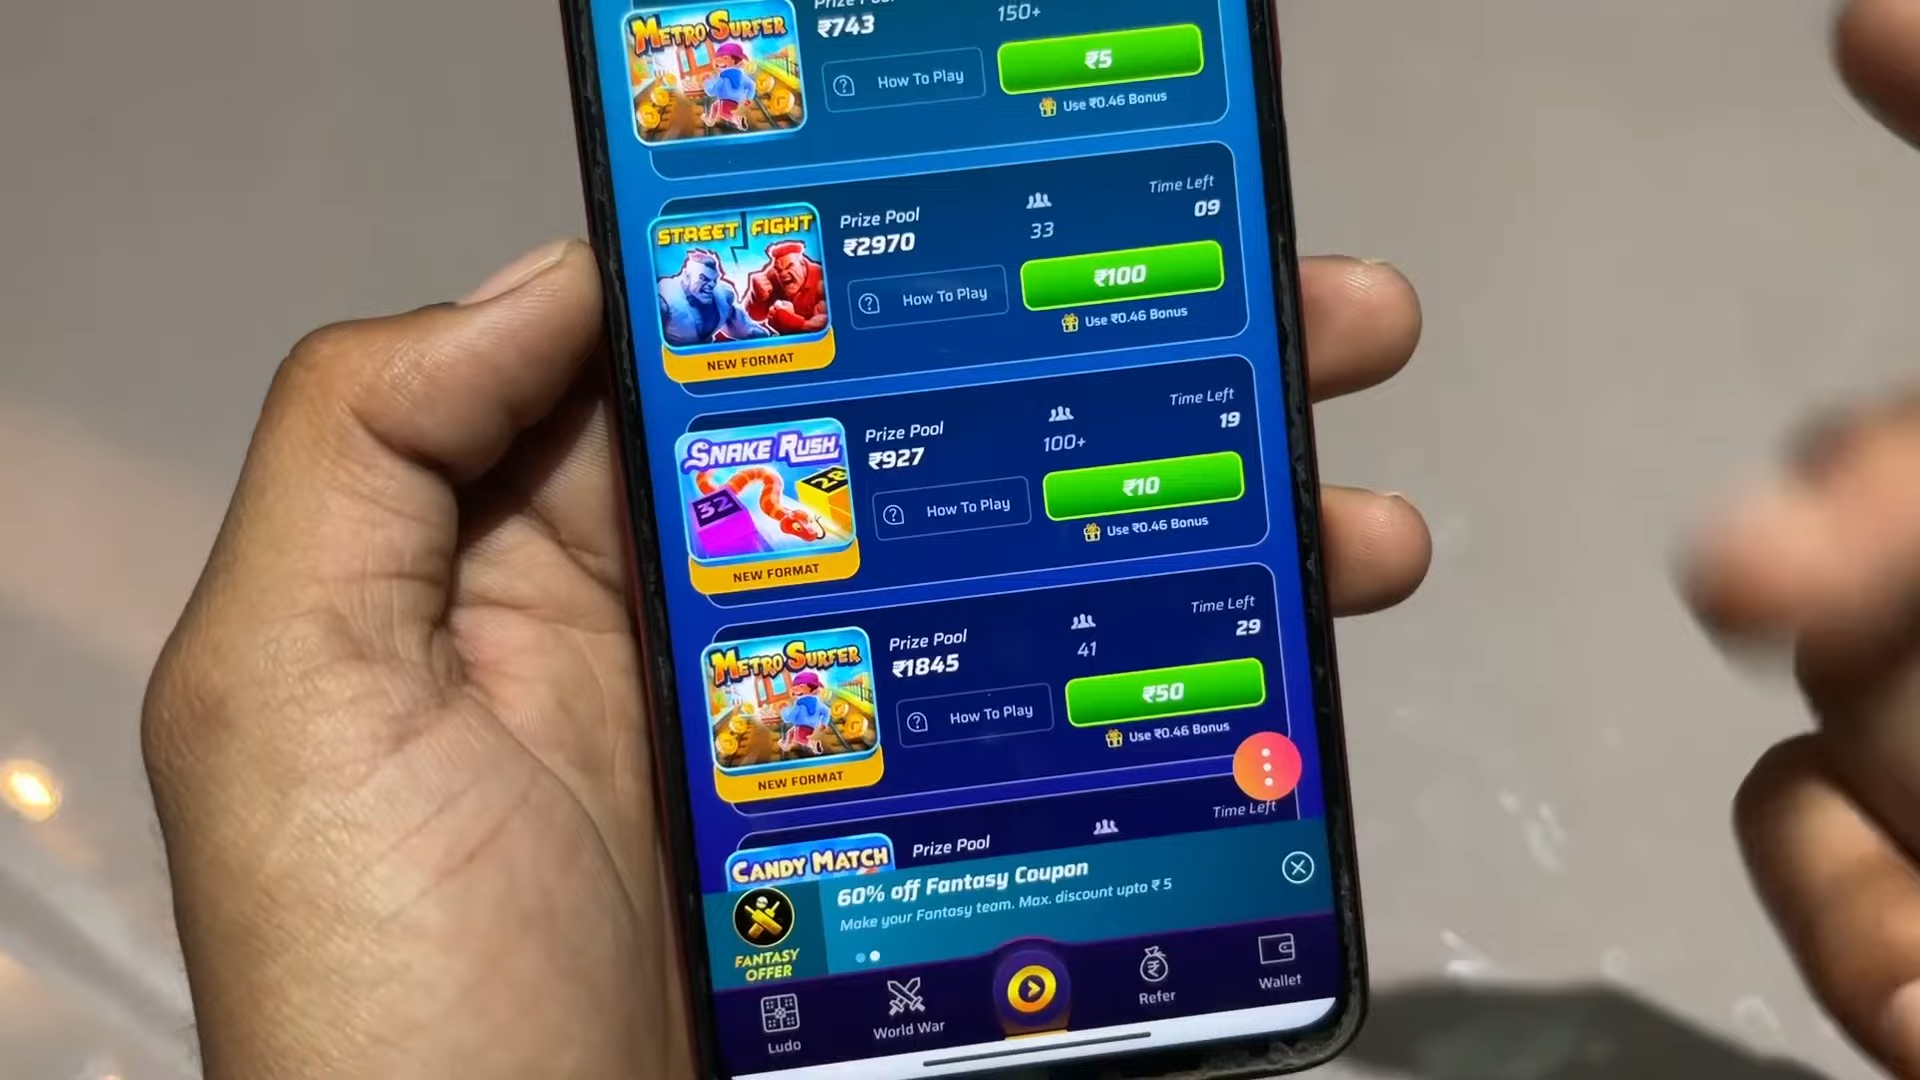 METRO SURFER
Prize Pool
₹743
150+
How To Play
₹5
Use ₹0.46 Bonus
STREET FIGHT
NEW FORMAT
Prize Pool
₹2970
33
Time Left
09
How To Play
₹100
Use ₹0.46 Bonus
SNAKE RUSH
32
28
NEW FORMAT
Prize Pool
₹927
100+
Time Left
19
How To Play
₹10
Use ₹0.46 Bonus
METRO SURFER
NEW FORMAT
Prize Pool
₹1845
41
Time Left
29
How To Play
₹50
Use ₹0.46 Bonus
CANDY MATCH
Prize Pool
Time Left
FANTASY
OFFER
60% off Fantasy Coupon
Make your Fantasy team. Max. discount upto ₹ 5
Ludo
World War
Refer
Wallet